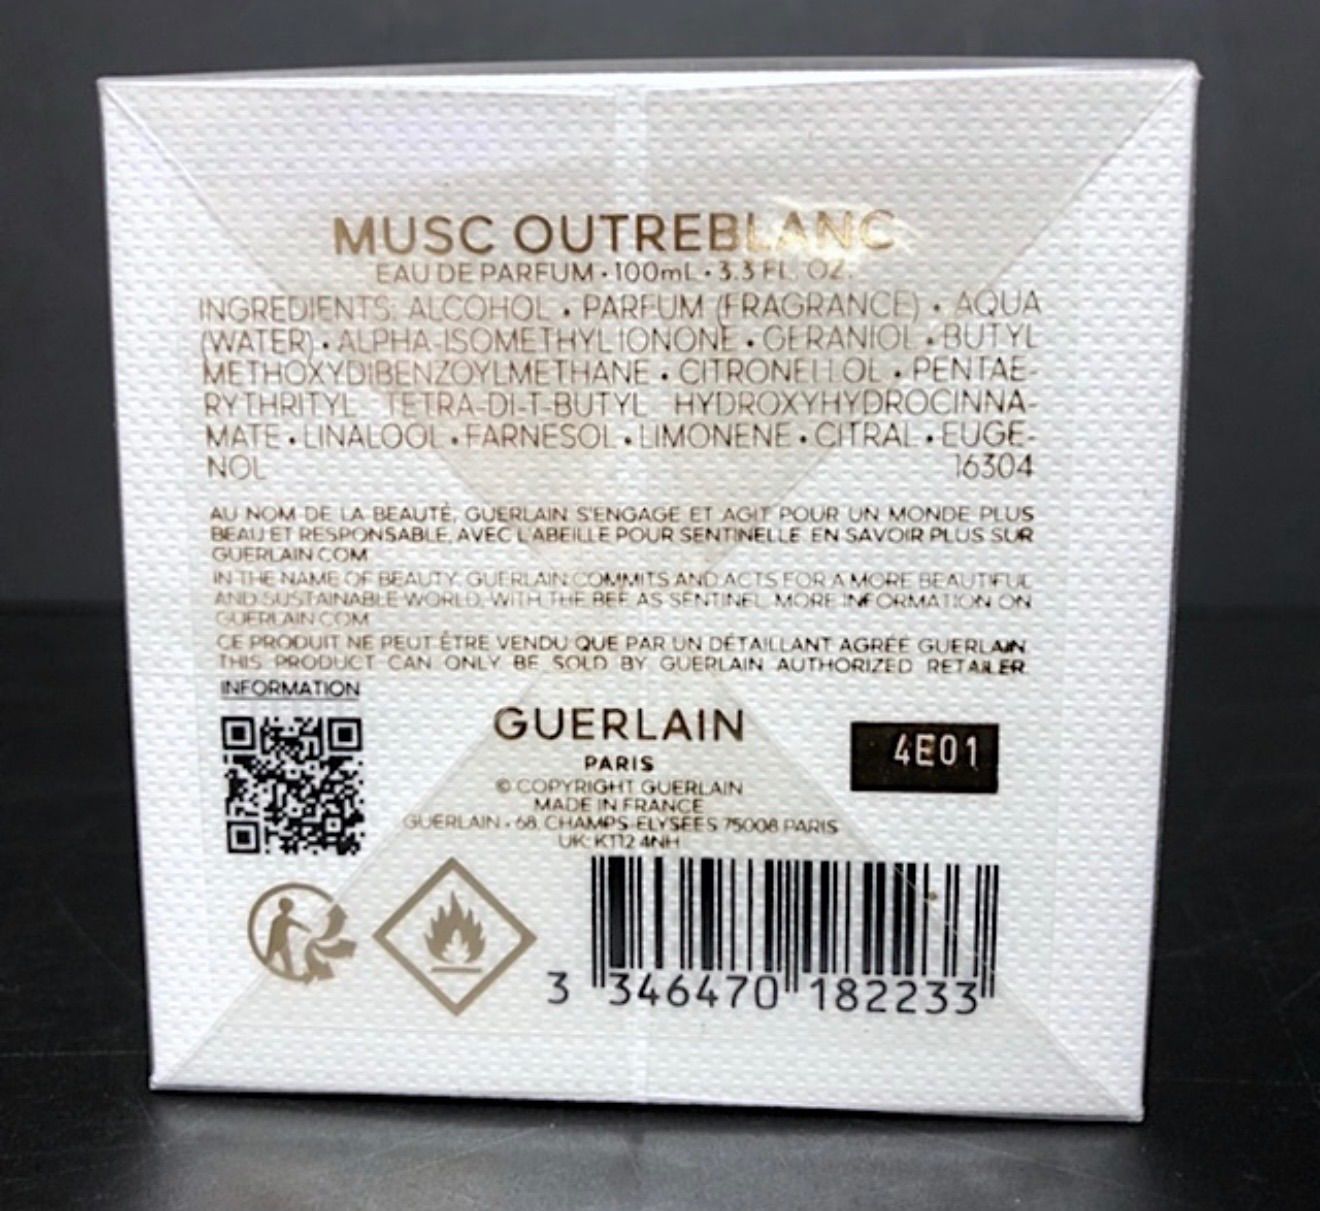 MUSC OUTREBLANC
EAU DE PARFUM • 100mL • 3.3 FL. OZ.
INGREDIENTS: ALCOHOL • PARFUM (FRAGRANCE) • AQUA
(WATER) • ALPHA-ISOMETHYL IONONE • GERANIOL • BUTYL
METHOXYDIBENZOYLMETHANE • CITRONELLOL • PENTAE-
RYTHRITYL TETRA-DI-T-BUTYL HYDROXYHYDROCINNA-
MATE • LINALOOL • FARNESOL • LIMONENE • CITRAL • EUGE-
NOL 16304
AU NOM DE LA BEAUTÉ, GUERLAIN S'ENGAGE ET AGIT POUR UN MONDE PLUS
BEAU ET RESPONSABLE, AVEC L'ABEILLE POUR SENTINELLE. EN SAVOIR PLUS SUR
GUERLAIN.COM
IN THE NAME OF BEAUTY, GUERLAIN COMMITS AND ACTS FOR A MORE BEAUTIFUL
AND SUSTAINABLE WORLD, WITH THE BEE AS SENTINEL. MORE INFORMATION ON
GUERLAIN.COM
CE PRODUIT NE PEUT ÊTRE VENDU QUE PAR UN DÉTAILLANT AGRÉÉ GUERLAIN
THIS PRODUCT CAN ONLY BE SOLD BY GUERLAIN AUTHORIZED RETAILER
INFORMATION
GUERLAIN
PARIS
4E01
© COPYRIGHT GUERLAIN
MADE IN FRANCE
GUERLAIN • 68, CHAMPS-ELYSÉES 75008 PARIS
UK: KT12 4NH
3 346470 182233